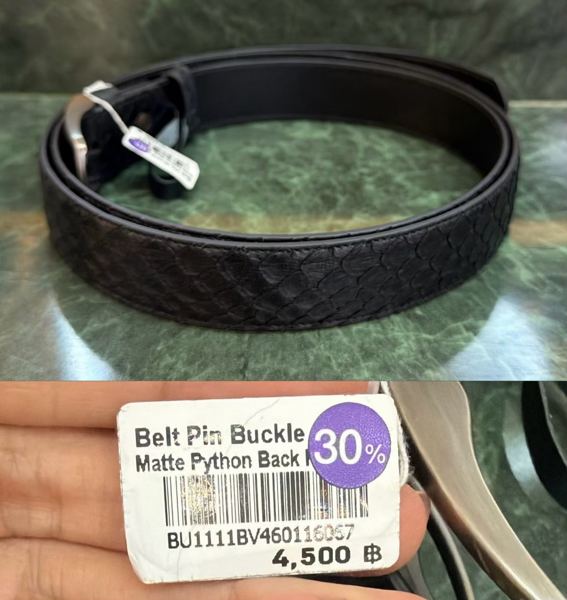 Belt Pin Buckle
Matte Python Back
30%
BU1111BV460116067
4,500 ฿